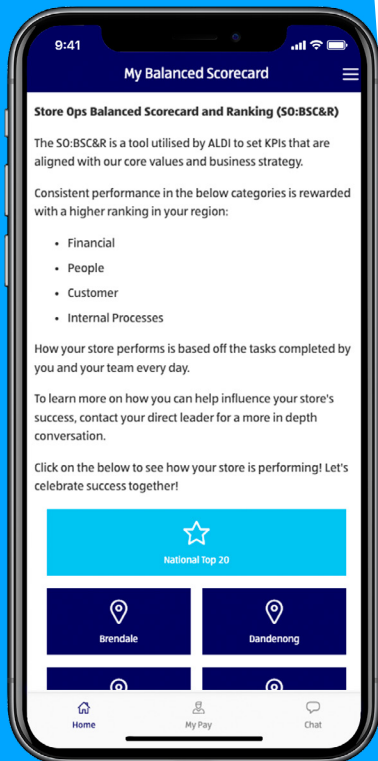 9:41
My Balanced Scorecard
Store Ops Balanced Scorecard and Ranking (SO:BSC&R)
The SO:BSC&R is a tool utilised by ALDI to set KPIs that are
aligned with our core values and business strategy.
Consistent performance in the below categories is rewarded
with a higher ranking in your region:
• Financial
• People
• Customer
• Internal Processes
How your store performs is based off the tasks completed by
you and your team every day.
To learn more on how you can help influence your store's
success, contact your direct leader for a more in depth
conversation.
Click on the below to see how your store is performing! Let's
celebrate success together!
National Top 20
Brendale
Dandenong
Home
My Pay
Chat